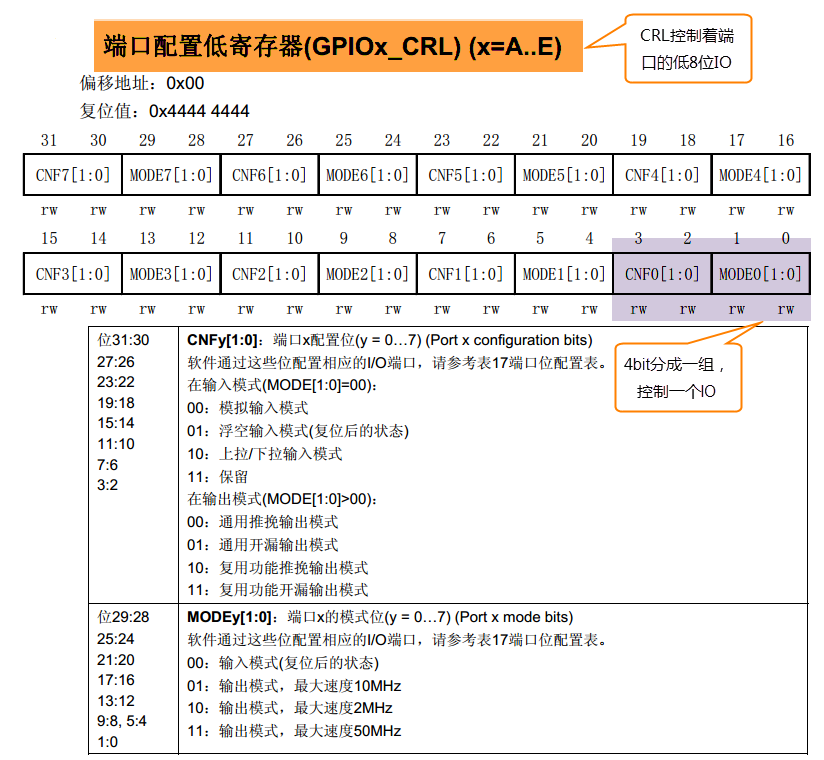 端口配置低寄存器(GPIOx_CRL) (x=A..E)
CRL控制着端
口的低8位IO
偏移地址：0x00
复位值：0x4444 4444
31 30 29 28 27 26 25 24 23 22 21 20 19 18 17 16
CNF7[1:0] MODE7[1:0] CNF6[1:0] MODE6[1:0] CNF5[1:0] MODE5[1:0] CNF4[1:0] MODE4[1:0]
rw rw rw rw rw rw rw rw rw rw rw rw rw rw rw rw
15 14 13 12 11 10 9 8 7 6 5 4 3 2 1 0
CNF3[1:0] MODE3[1:0] CNF2[1:0] MODE2[1:0] CNF1[1:0] MODE1[1:0] CNF0[1:0] MODE0[1:0]
rw rw rw rw rw rw rw rw rw rw rw rw rw rw rw rw
4bit分成一组，
控制一个IO
位31:30
27:26
23:22
19:18
15:14
11:10
7:6
3:2
CNFy[1:0]：端口x配置位(y = 0…7) (Port x configuration bits)
软件通过这些位配置相应的I/O端口，请参考表17端口位配置表。
在输入模式(MODE[1:0]=00)：
00：模拟输入模式
01：浮空输入模式(复位后的状态)
10：上拉/下拉输入模式
11：保留
在输出模式(MODE[1:0]>00)：
00：通用推挽输出模式
01：通用开漏输出模式
10：复用功能推挽输出模式
11：复用功能开漏输出模式
位29:28
25:24
21:20
17:16
13:12
9:8, 5:4
1:0
MODEy[1:0]：端口x的模式位(y = 0…7) (Port x mode bits)
软件通过这些位配置相应的I/O端口，请参考表17端口位配置表。
00：输入模式(复位后的状态)
01：输出模式，最大速度10MHz
10：输出模式，最大速度2MHz
11：输出模式，最大速度50MHz